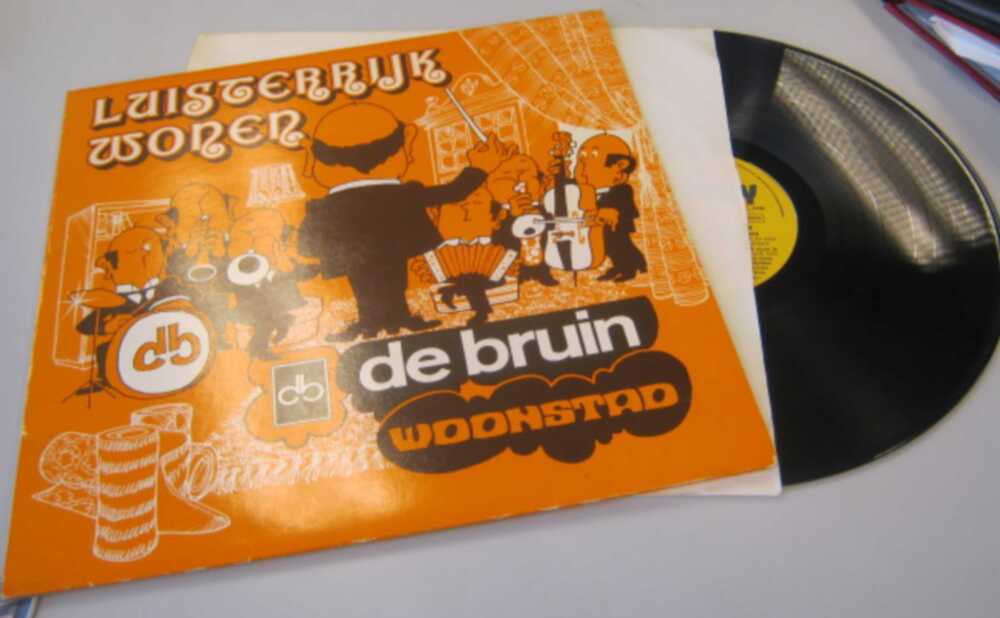 LUISTERRIJK
WONEN
db
db
de bruin
WOONSTAD